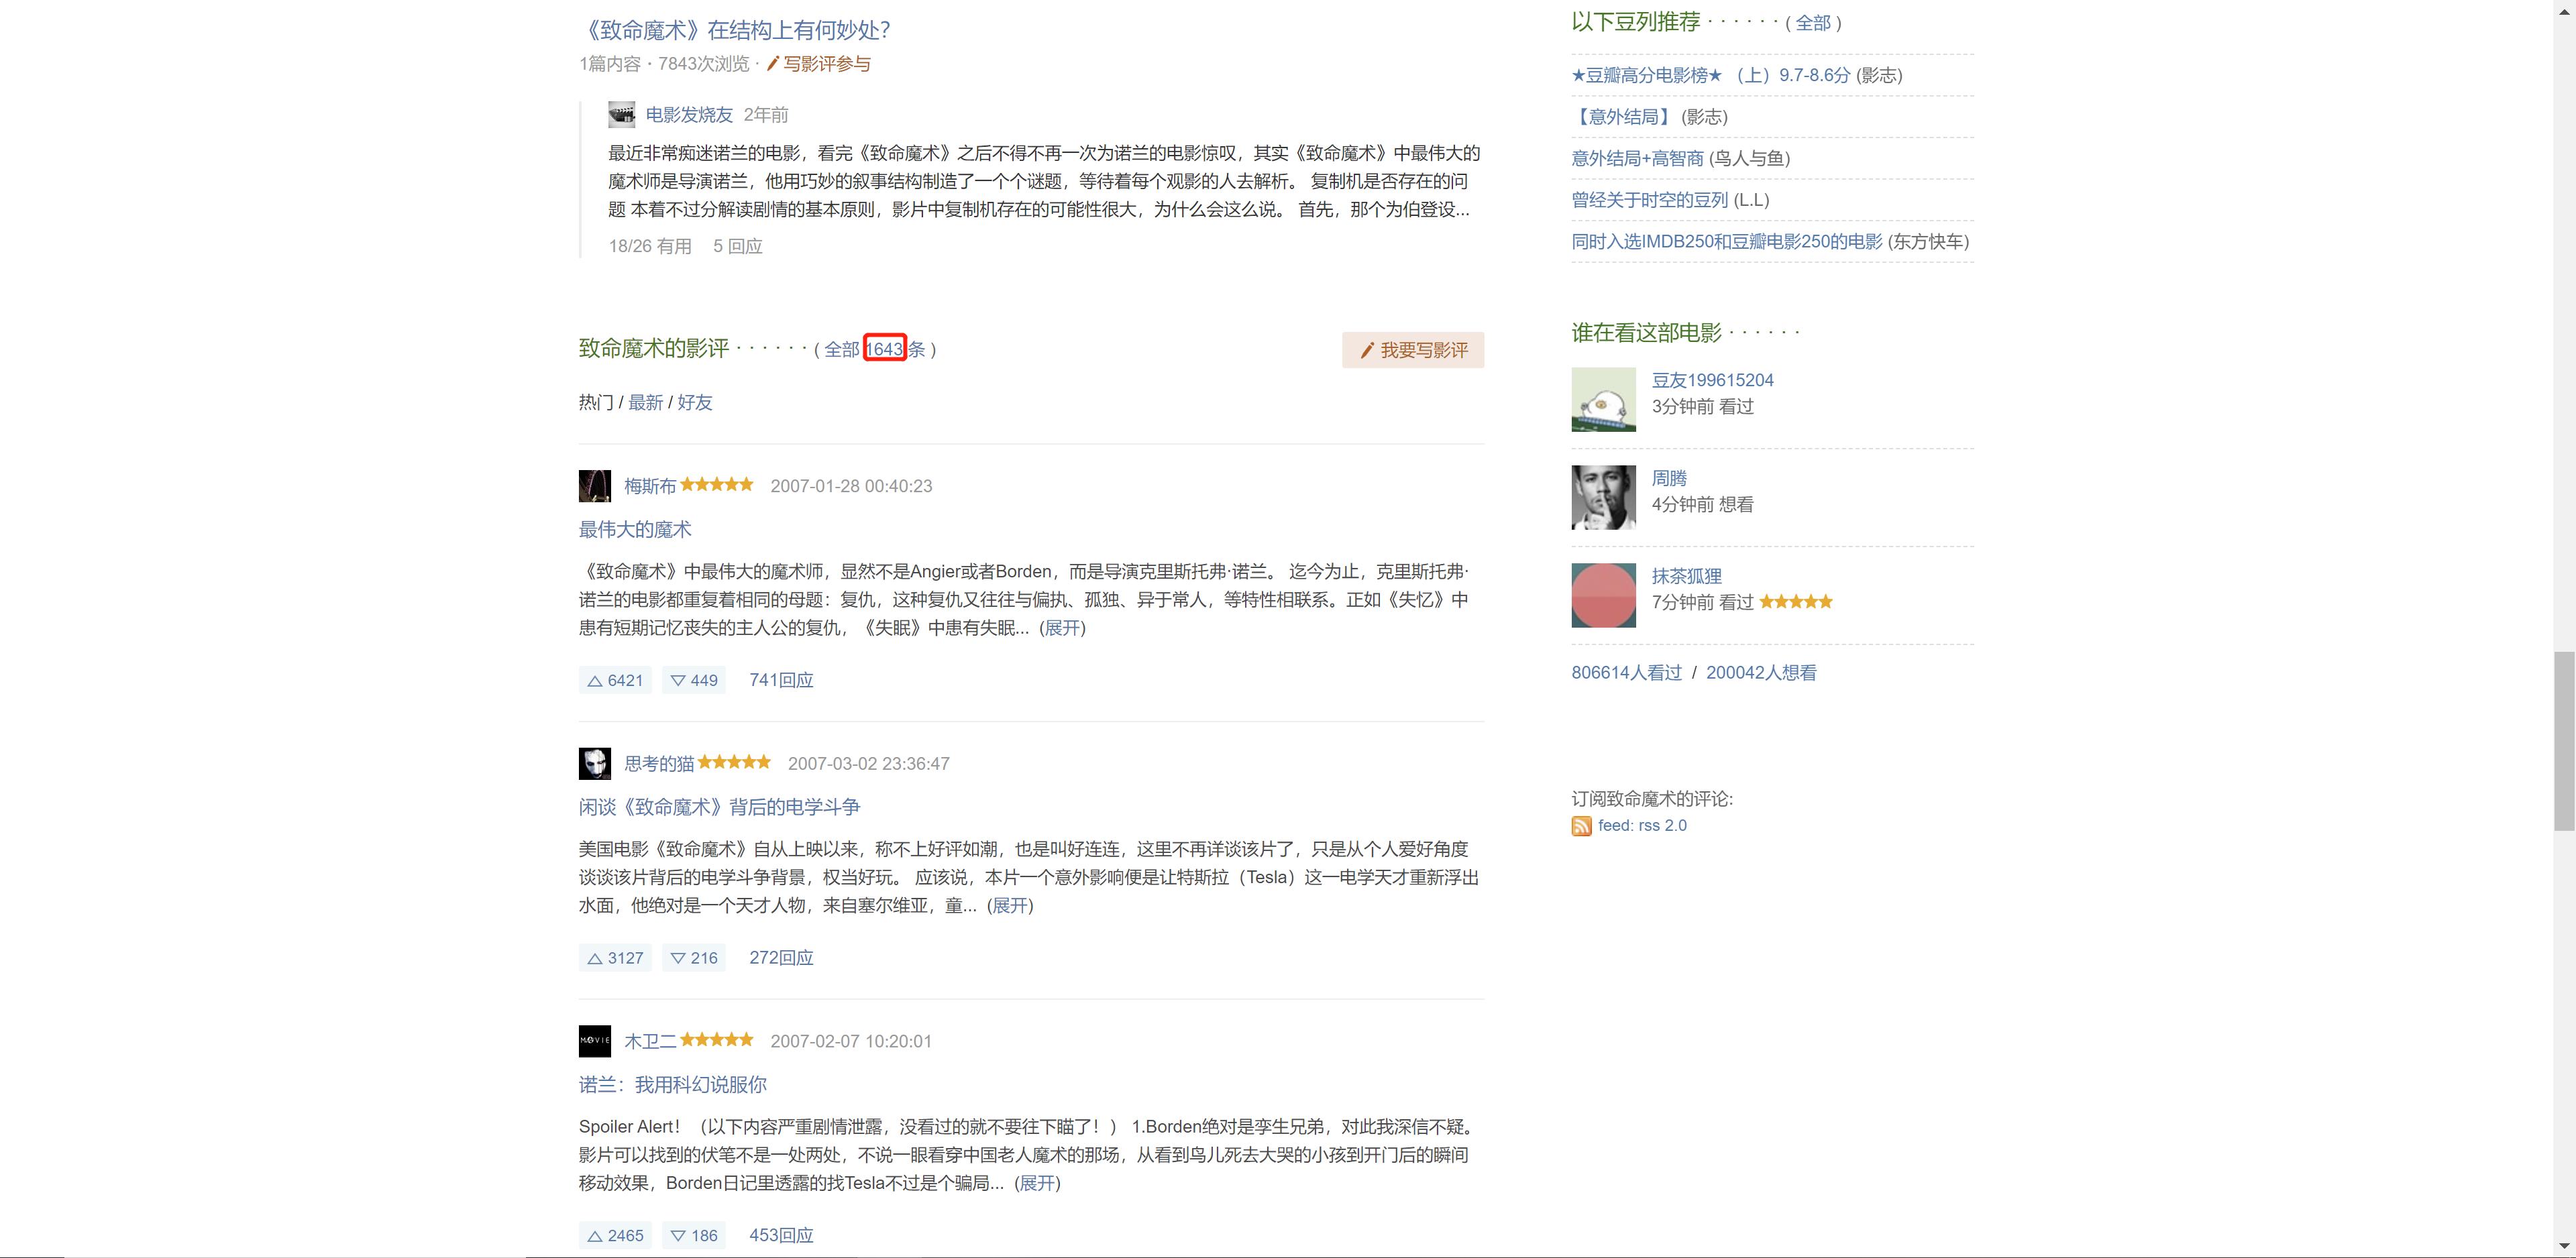 《致命魔术》在结构上有何妙处？
1篇内容 · 7843次浏览 · 写影评参与
电影发烧友 2年前
最近非常痴迷诺兰的电影，看完《致命魔术》之后不得不再一次为诺兰的电影惊叹，其实《致命魔术》中最伟大的
魔术师是导演诺兰，他用巧妙的叙事结构制造了一个个谜题，等待着每个观影的人去解析。 复制机是否存在的问
题 本着不过分解读剧情的基本原则，影片中复制机存在的可能性很大，为什么会这么说。 首先，那个为伯登设...
18/26 有用 5 回应
致命魔术的影评 · · · · · · ( 全部 1643 条 )
我要写影评
热门 / 最新 / 好友
梅斯布 ★★★★★ 2007-01-28 00:40:23
最伟大的魔术
《致命魔术》中最伟大的魔术师，显然不是Angier或者Borden，而是导演克里斯托弗·诺兰。 迄今为止，克里斯托弗·
诺兰的电影都重复着相同的母题：复仇，这种复仇又往往与偏执、孤独、异于常人，等特性相联系。正如《失忆》中
患有短期记忆丧失的主人公的复仇，《失眠》中患有失眠... (展开)
△ 6421 ▽ 449 741回应
思考的猫 ★★★★★ 2007-03-02 23:36:47
闲谈《致命魔术》背后的电学斗争
美国电影《致命魔术》自从上映以来，称不上好评如潮，也是叫好连连，这里不再详谈该片了，只是从个人爱好角度
谈谈该片背后的电学斗争背景，权当好玩。 应该说，本片一个意外影响便是让特斯拉（Tesla）这一电学天才重新浮出
水面，他绝对是一个天才人物，来自塞尔维亚，童... (展开)
△ 3127 ▽ 216 272回应
MOVIE
木卫二 ★★★★★ 2007-02-07 10:20:01
诺兰：我用科幻说服你
Spoiler Alert！（以下内容严重剧情泄露，没看过的就不要往下瞄了！） 1.Borden绝对是孪生兄弟，对此我深信不疑。
影片可以找到的伏笔不是一处两处，不说一眼看穿中国老人魔术的那场，从看到鸟儿死去大哭的小孩到开门后的瞬间
移动效果，Borden日记里透露的找Tesla不过是个骗局... (展开)
△ 2465 ▽ 186 453回应
以下豆列推荐 · · · · · · ( 全部 )
★豆瓣高分电影榜★ （上）9.7-8.6分 (影志)
【意外结局】 (影志)
意外结局+高智商 (鸟人与鱼)
曾经关于时空的豆列 (L.L)
同时入选IMDB250和豆瓣电影250的电影 (东方快车)
谁在看这部电影 · · · · · ·
豆友199615204
3分钟前 看过
周腾
4分钟前 想看
抹茶狐狸
7分钟前 看过 ★★★★★
806614人看过 / 200042人想看
订阅致命魔术的评论:
feed: rss 2.0